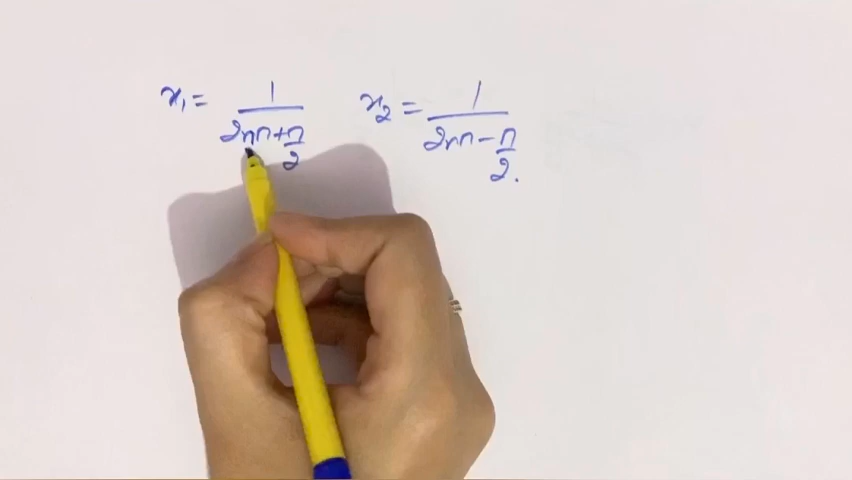 x₁ = 1/(2nπ + π/2) x₂ = 1/(2nπ - π/2).